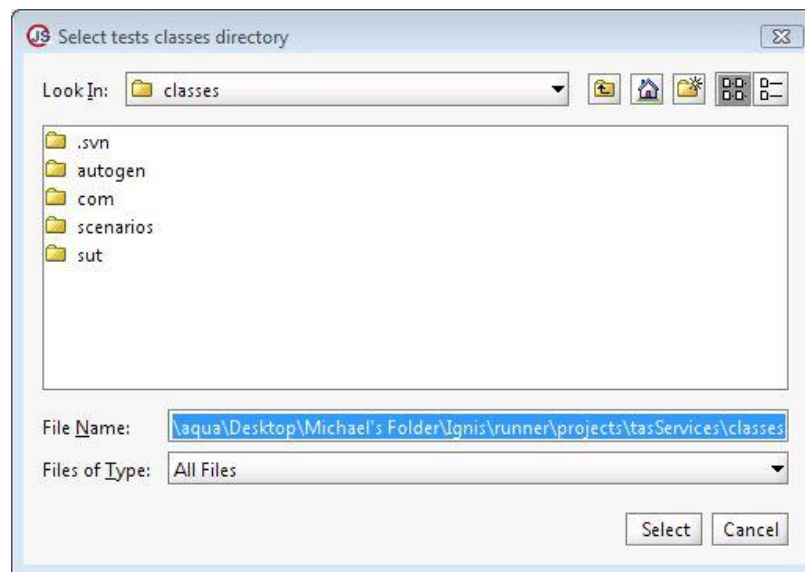 JS Select tests classes directory
Look In: classes
.svn
autogen
com
scenarios
sut
File Name: \aqua\Desktop\Michael's Folder\Ignis\runner\projects\tasServices\classes
Files of Type: All Files
Select Cancel